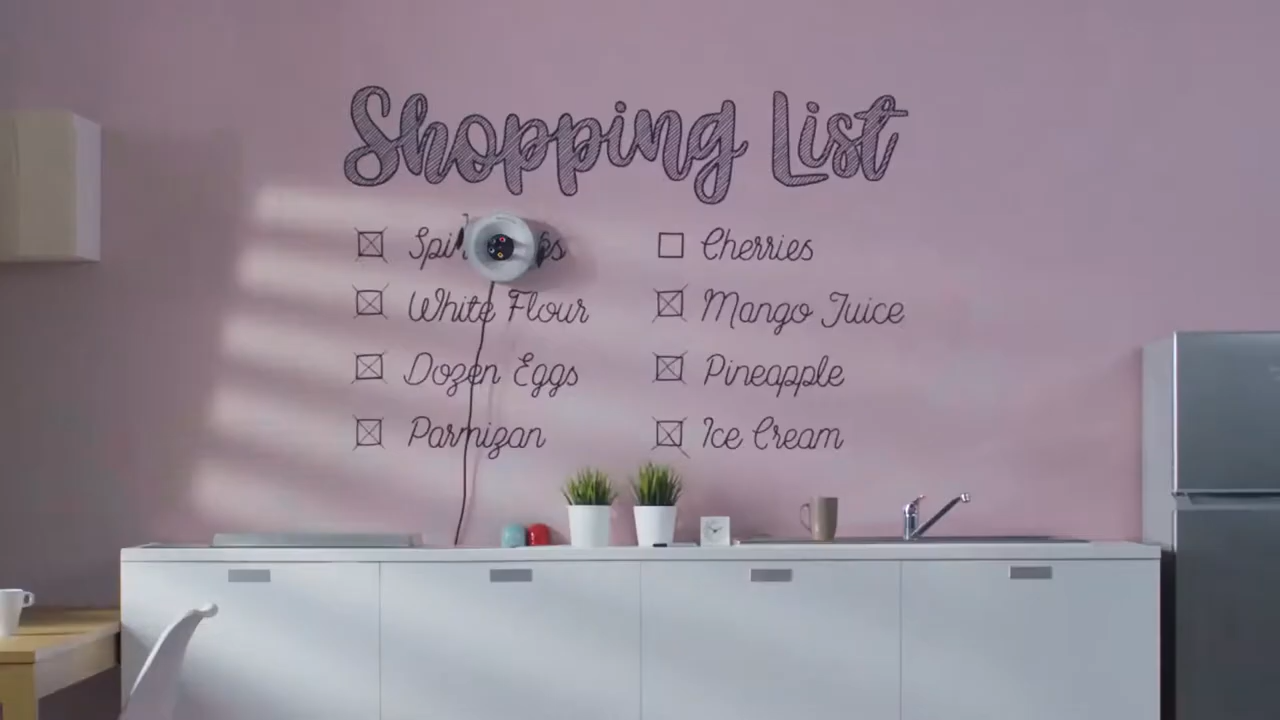 Shopping List
Cherries
White Flour
Mango Juice
Dozen Eggs
Pineapple
Parmizan
Ice Cream